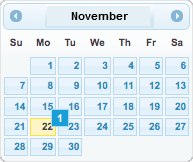 November
Su Mo Tu We Th Fr Sa
1 2 3 4 5 6
7 8 9 10 11 12 13
14 15 16 17 18 19 20
1
21 22 23 24 25 26 27
28 29 30